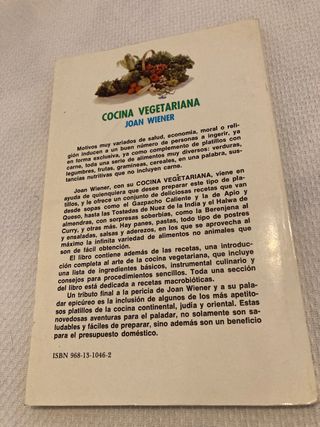 COCINA VEGETARIANA
JOAN WIENER
Motivos muy variados de salud, economía, moral o reli-
gión inducen a un buen número de personas a ingerir, ya
en forma exclusiva, ya como complemento de platillos con
carne, toda una serie de alimentos muy diversos: verduras,
legumbres, frutas, gramíneas, cereales, en una palabra, sus-
tancias nutritivas que no incluyen carne.
Joan Wiener, con su COCINA VEGETARIANA, viene en
ayuda de quienquiera que desee preparar este tipo de pla-
tillos, y le ofrece un conjunto de deliciosas recetas que van
desde sopas como el Gazpacho Caliente y la de Apio y
Queso, hasta las Tostadas de Nuez de la India y el Halwa de
almendras, con sorpresas soberbias, como la Berenjena al
Curry, y otras más. Hay panes, pastas, todo tipo de postres
y ensaladas, salsas y aderezos, en los que se aprovecha al
máximo la infinita variedad de alimentos no animales que
son de fácil obtención.
El libro contiene además de las recetas, una introduc-
ción completa al arte de la cocina vegetariana, que incluye
una lista de ingredientes básicos, instrumental culinario y
consejos para procedimientos sencillos. Toda una sección
del libro está dedicada a recetas macrobióticas.
Un tributo final a la pericia de Joan Wiener y a su pala-
dar epicúreo es la inclusión de algunos de los más apetito-
sos platillos de la cocina continental, judía y oriental. Estas
novedosas aventuras para el paladar, no solamente son sa-
ludables y fáciles de preparar, sino además son un beneficio
para el presupuesto doméstico.
ISBN 968-13-1046-2